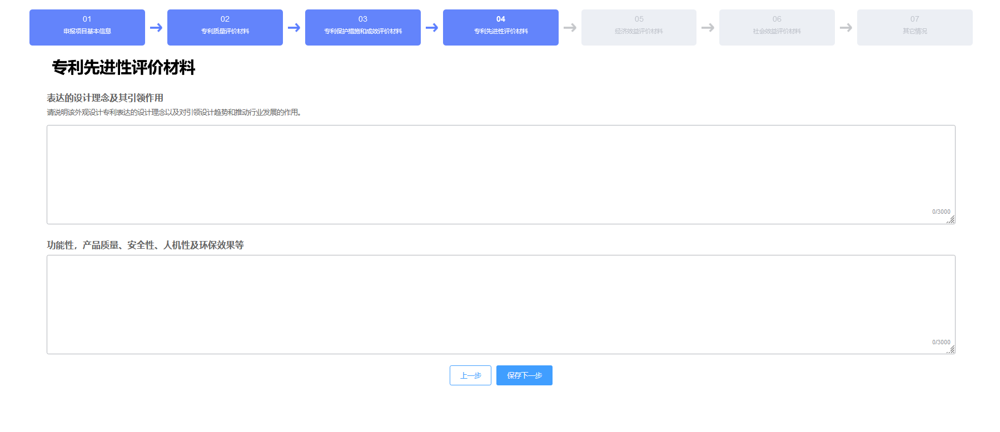 01
申报项目基本信息
02
专利质量评价材料
03
专利保护措施和成效评价材料
04
专利先进性评价材料
05
经济效益评价材料
06
社会效益评价材料
07
其它情况
专利先进性评价材料
表达的设计理念及其引领作用
请说明该外观设计专利表达的设计理念以及对引领设计趋势和推动行业发展的作用。
0/3000
功能性，产品质量、安全性、人机性及环保效果等
0/3000
上一步
保存下一步